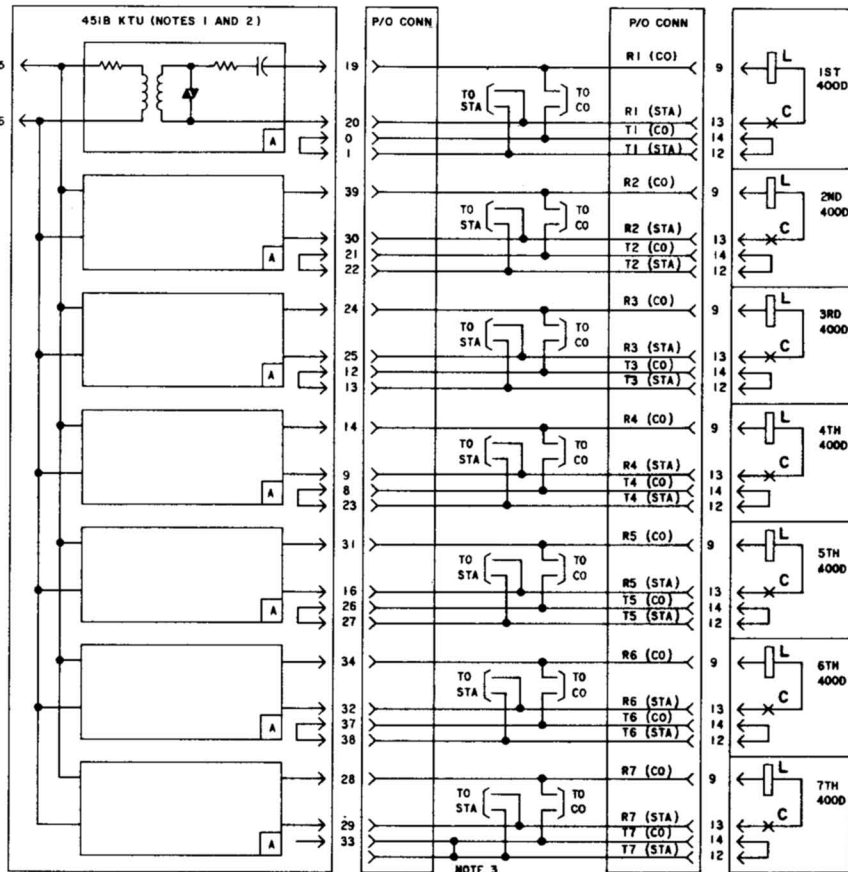 451B KTU (NOTES 1 AND 2)
P/O CONN
P/O CONN
5
19
R1 (CO)
9
L
1ST
400D
TO
STA
TO
CO
5
20
R1 (STA)
13
C
0
T1 (CO)
14
A
1
T1 (STA)
12
39
R2 (CO)
9
L
2ND
400D
TO
STA
TO
CO
30
R2 (STA)
13
C
21
T2 (CO)
14
A
22
T2 (STA)
12
24
R3 (CO)
9
L
3RD
400D
TO
STA
TO
CO
25
R3 (STA)
13
C
12
T3 (CO)
14
A
13
T3 (STA)
12
14
R4 (CO)
9
L
4TH
400D
TO
STA
TO
CO
9
R4 (STA)
13
C
8
T4 (CO)
14
A
23
T4 (STA)
12
31
R5 (CO)
9
L
5TH
400D
TO
STA
TO
CO
16
R5 (STA)
13
C
26
T5 (CO)
14
A
27
T5 (STA)
12
34
R6 (CO)
9
L
6TH
400D
TO
STA
TO
CO
32
R6 (STA)
13
C
37
T6 (CO)
14
A
38
T6 (STA)
12
28
R7 (CO)
9
L
7TH
400D
TO
STA
TO
CO
29
R7 (STA)
13
C
A
33
T7 (CO)
14
T7 (STA)
12
NOTE 3